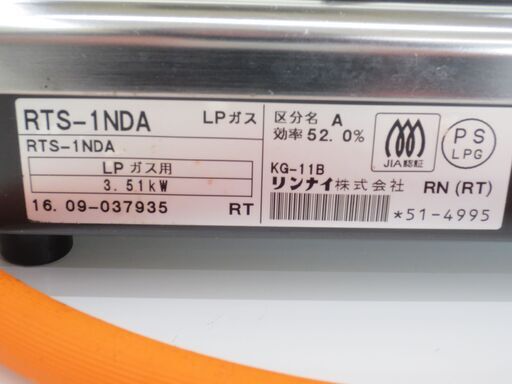 RTS-1NDA LPガス
RTS-1NDA
LPガス用
3.51kW
16.09-037935 RT
区分名 A
効率52.0%
JIA認証
PS
LPG
KG-11B
リンナイ株式会社 RN(RT)
*51-4995